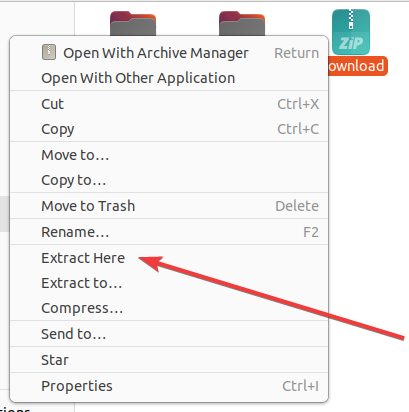 ZiP
ownload
Open With Archive Manager Return
Open With Other Application
Cut Ctrl+X
Copy Ctrl+C
Move to…
Copy to…
Move to Trash Delete
Rename… F2
Extract Here
Extract to…
Compress…
Send to…
Star
Properties Ctrl+I